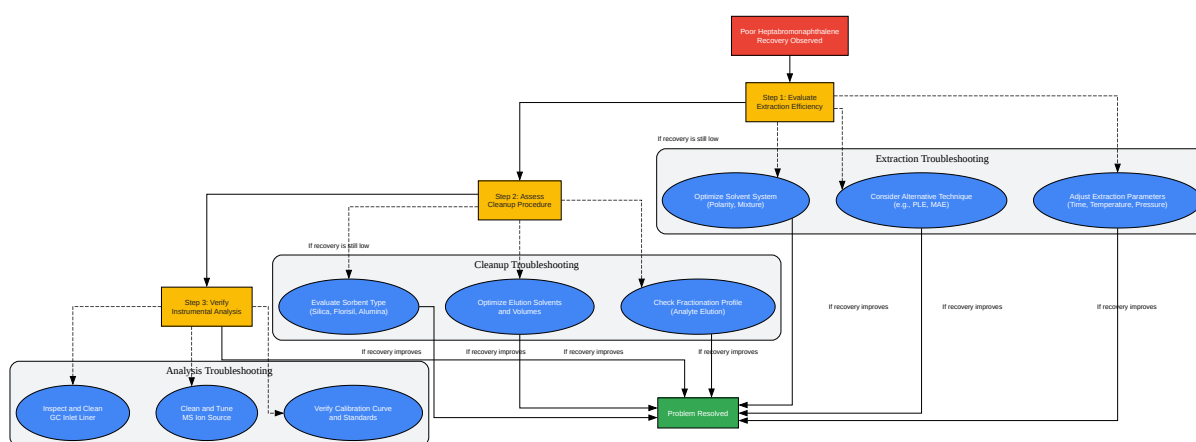 Poor Heptabromonaphthalene
Recovery Observed
Step 1: Evaluate
Extraction Efficiency
If recovery is still low
Extraction Troubleshooting
Optimize Solvent System
(Polarity, Mixture)
Consider Alternative Technique
(e.g., PLE, MAE)
Adjust Extraction Parameters
(Time, Temperature, Pressure)
Step 2: Assess
Cleanup Procedure
If recovery is still low
Cleanup Troubleshooting
Evaluate Sorbent Type
(Silica, Florisil, Alumina)
Optimize Elution Solvents
and Volumes
Check Fractionation Profile
(Analyte Elution)
Step 3: Verify
Instrumental Analysis
If recovery improves
If recovery improves
If recovery improves
If recovery improves
If recovery improves
If recovery improves
If recovery improves
Analysis Troubleshooting
Inspect and Clean
GC Inlet Liner
Clean and Tune
MS Ion Source
Verify Calibration Curve
and Standards
Problem Resolved